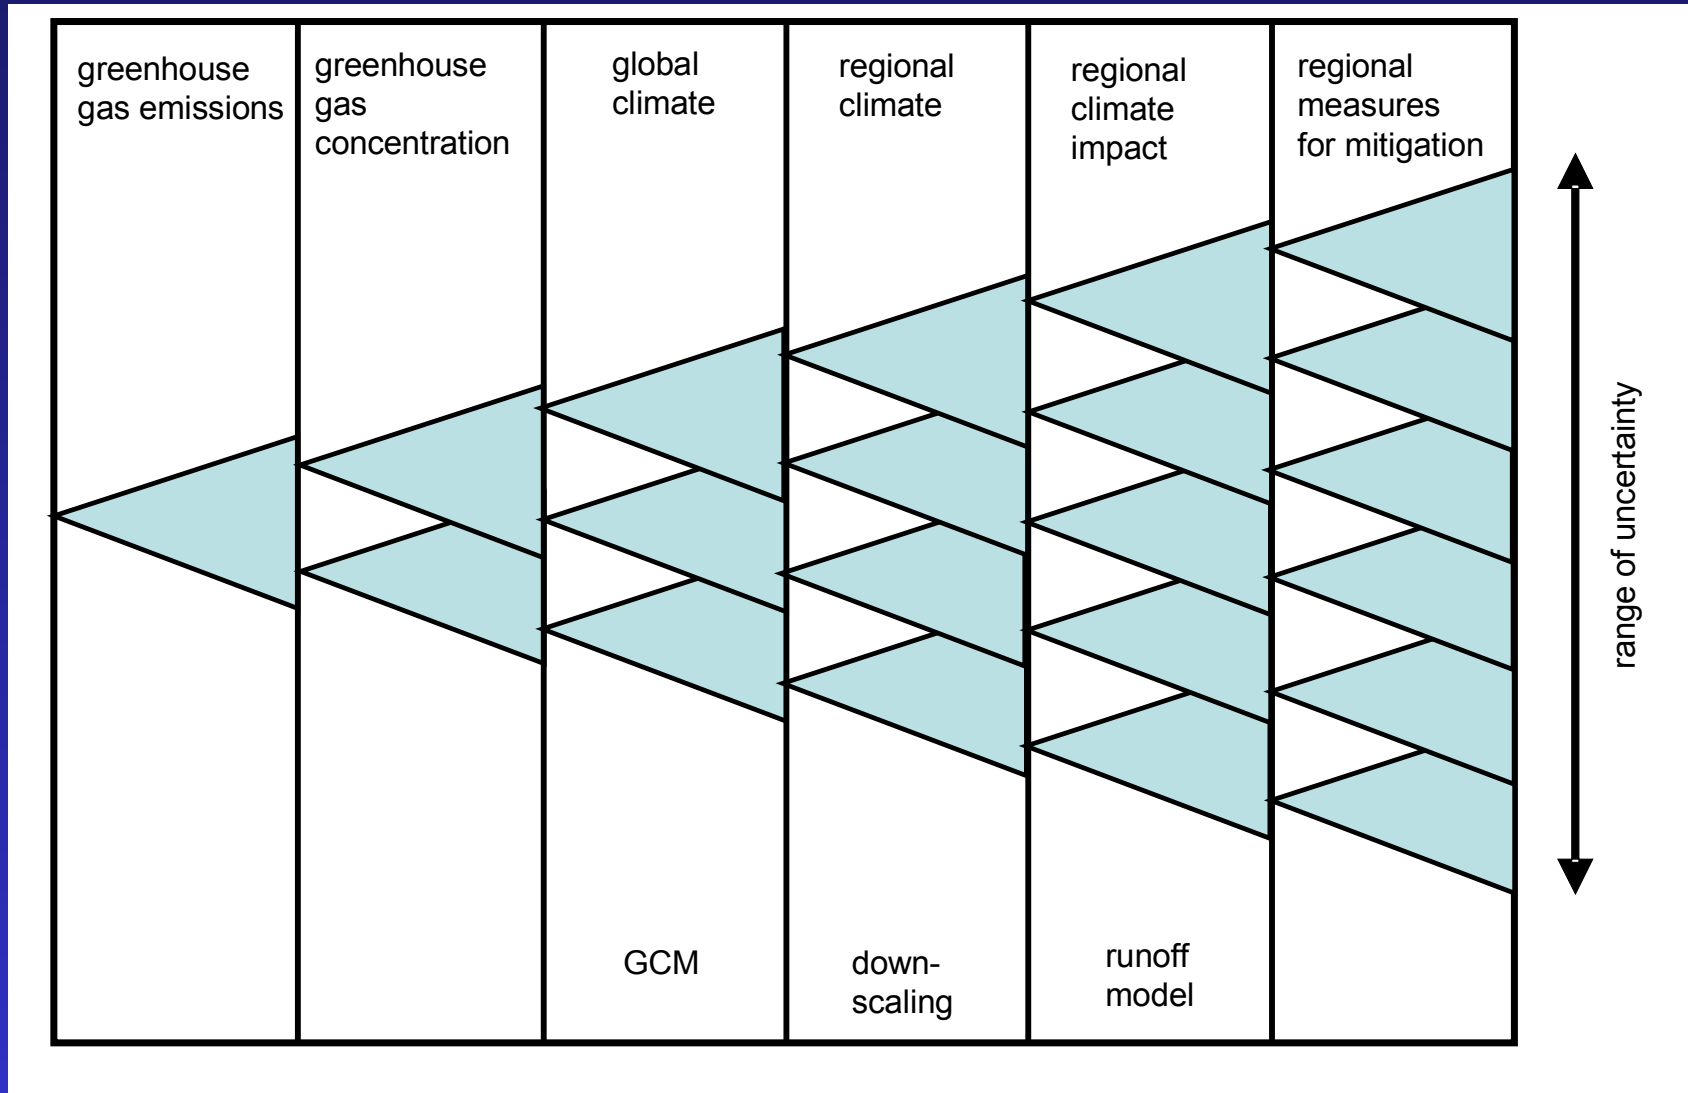 greenhouse
gas emissions
greenhouse
gas
concentration
global
climate
regional
climate
regional
climate
impact
regional
measures
for mitigation
range of uncertainty
GCM
down-
scaling
runoff
model